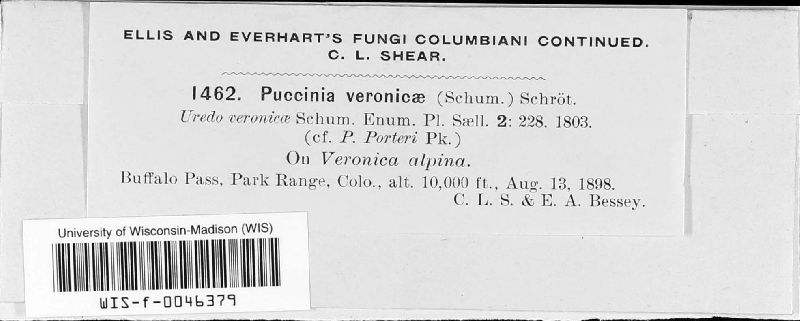 ELLIS AND EVERHART'S FUNGI COLUMBIANI CONTINUED.
C. L. SHEAR.
1462. Puccinia veronicæ (Schum.) Schröt.
Uredo veronicæ Schum. Enum. Pl. Sæll. 2: 228. 1803.
(cf. P. Porteri Pk.)
On Veronica alpina.
Buffalo Pass, Park Range, Colo., alt. 10,000 ft., Aug. 13, 1898.
C. L. S. & E. A. Bessey.
University of Wisconsin-Madison (WIS)
WIS-f-0046379